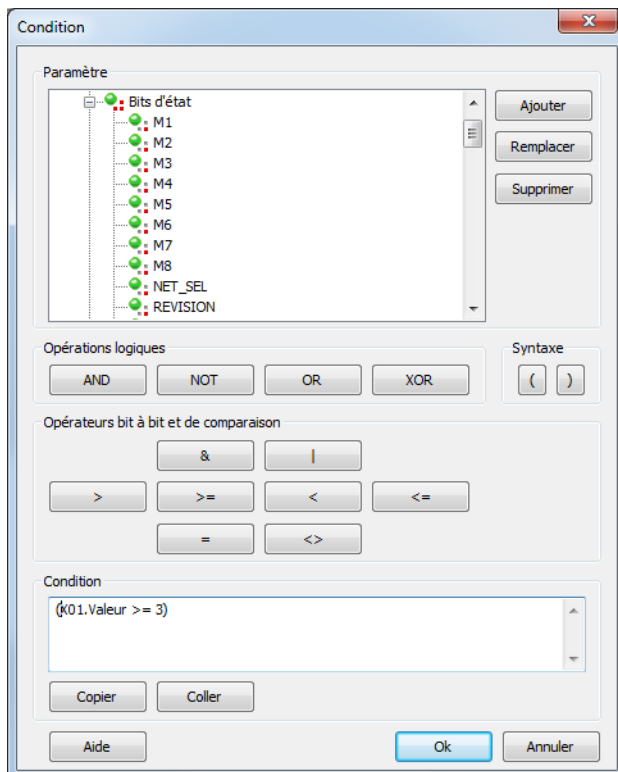 Condition
Paramètre
Bits d'état
M1
M2
M3
M4
M5
M6
M7
M8
NET_SEL
REVISION
Ajouter
Remplacer
Supprimer
Opérations logiques
AND NOT OR XOR
Syntaxe
( )
Opérateurs bit à bit et de comparaison
& |
> >= < <=
= <>
Condition
(X01.Valeur >= 3)
Copier Coller
Aide Ok Annuler